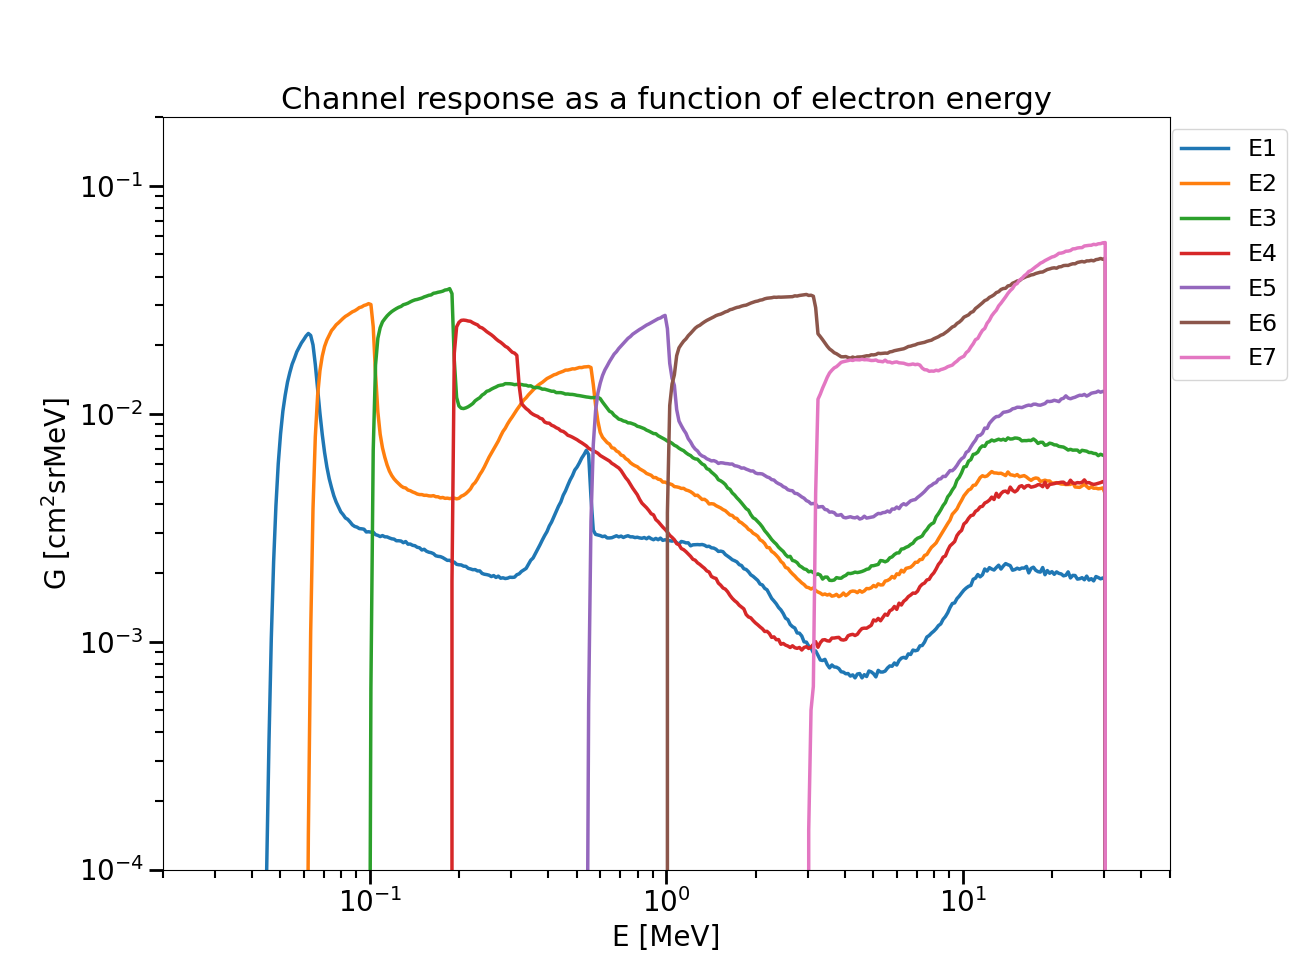 Channel response as a function of electron energy
E1
E2
E3
E4
E5
E6
E7
10⁻¹
10⁻²
10⁻³
10⁻⁴
G [cm²srMeV]
10⁻¹
10⁰
10¹
E [MeV]